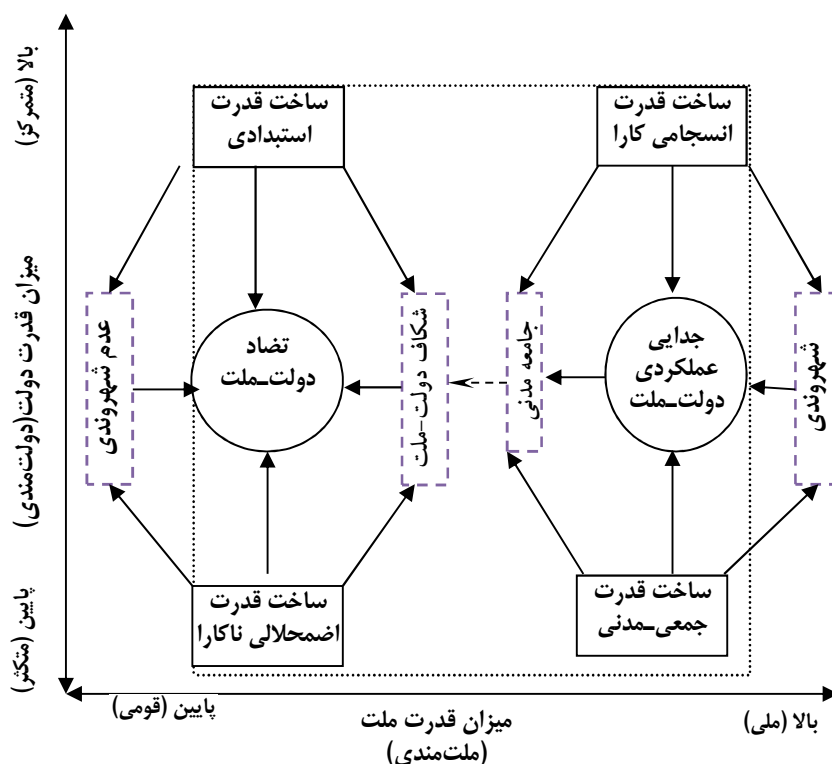 بالا (متمرکز)
میزان قدرت دولت(دولت‌مندی)
پایین (متکثر)
ساخت قدرت
انسجامی کارا
ساخت قدرت
استبدادی
شهروندی
جدایی
عملکردی
دولت–ملت
جامعه مدنی
شکاف دولت-ملت
تضاد
دولت–ملت
عدم شهروندی
ساخت قدرت
جمعی–مدنی
ساخت قدرت
اضمحلالی ناکارا
بالا (ملی)
میزان قدرت ملت
(ملت‌مندی)
پایین (قومی)